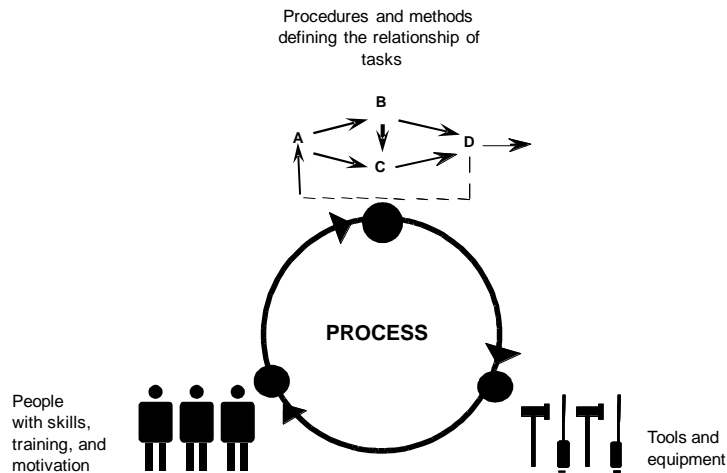 Procedures and methods
defining the relationship of
tasks
B
A
D
C
PROCESS
People
with skills,
training, and
motivation
Tools and
equipment